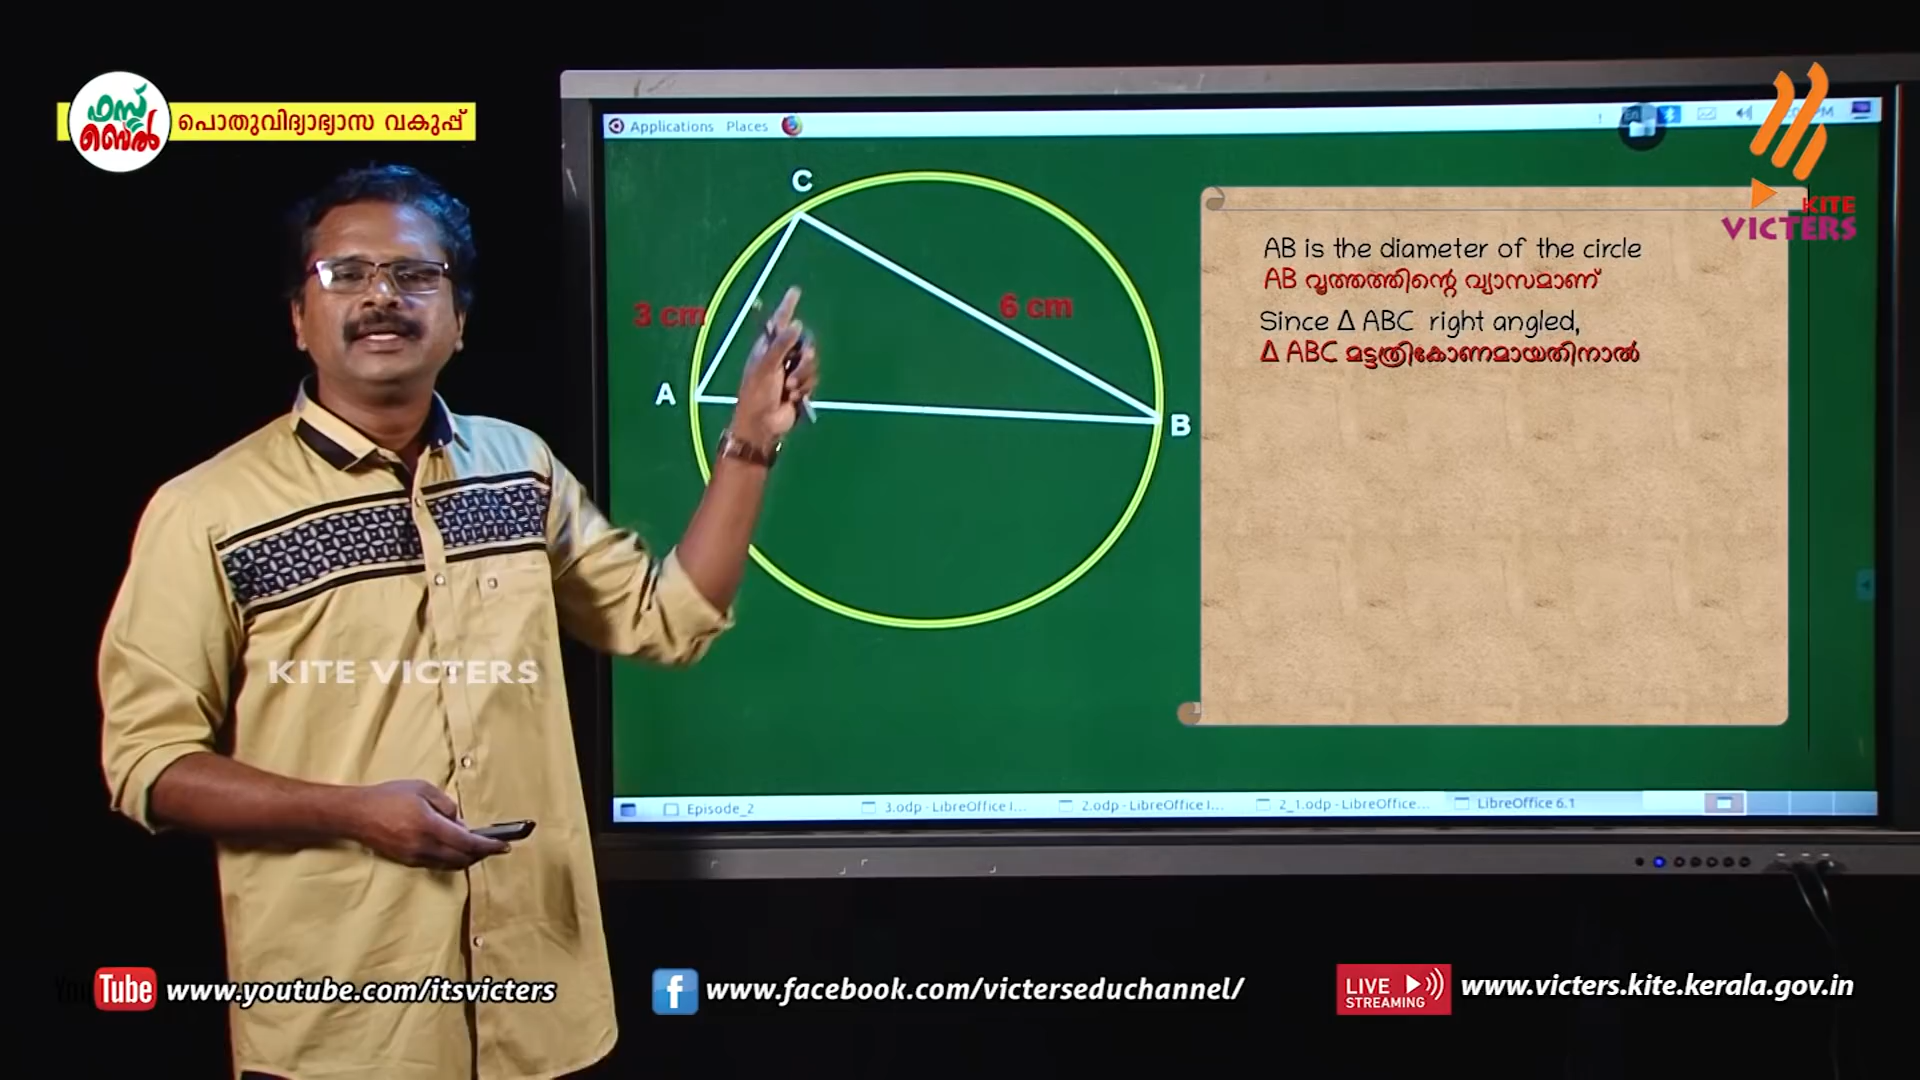 ഫസ്റ്റ്
ബെൽ
പൊതുവിദ്യാഭ്യാസ വകുപ്പ്
Applications Places
KITE
VICTERS
C
3 cm
6 cm
A
B
AB is the diameter of the circle
AB വൃത്തത്തിന്റെ വ്യാസമാണ്
Since Δ ABC right angled,
Δ ABC മട്ടത്രികോണമായതിനാൽ
KITE VICTERS
Episode_2
3.odp - LibreOffice I...
2.odp - LibreOffice I...
2_1.odp - LibreOffice...
LibreOffice 6.1
You Tube www.youtube.com/itsvicters
f www.facebook.com/victerseduchannel/
LIVE
STREAMING
www.victers.kite.kerala.gov.in